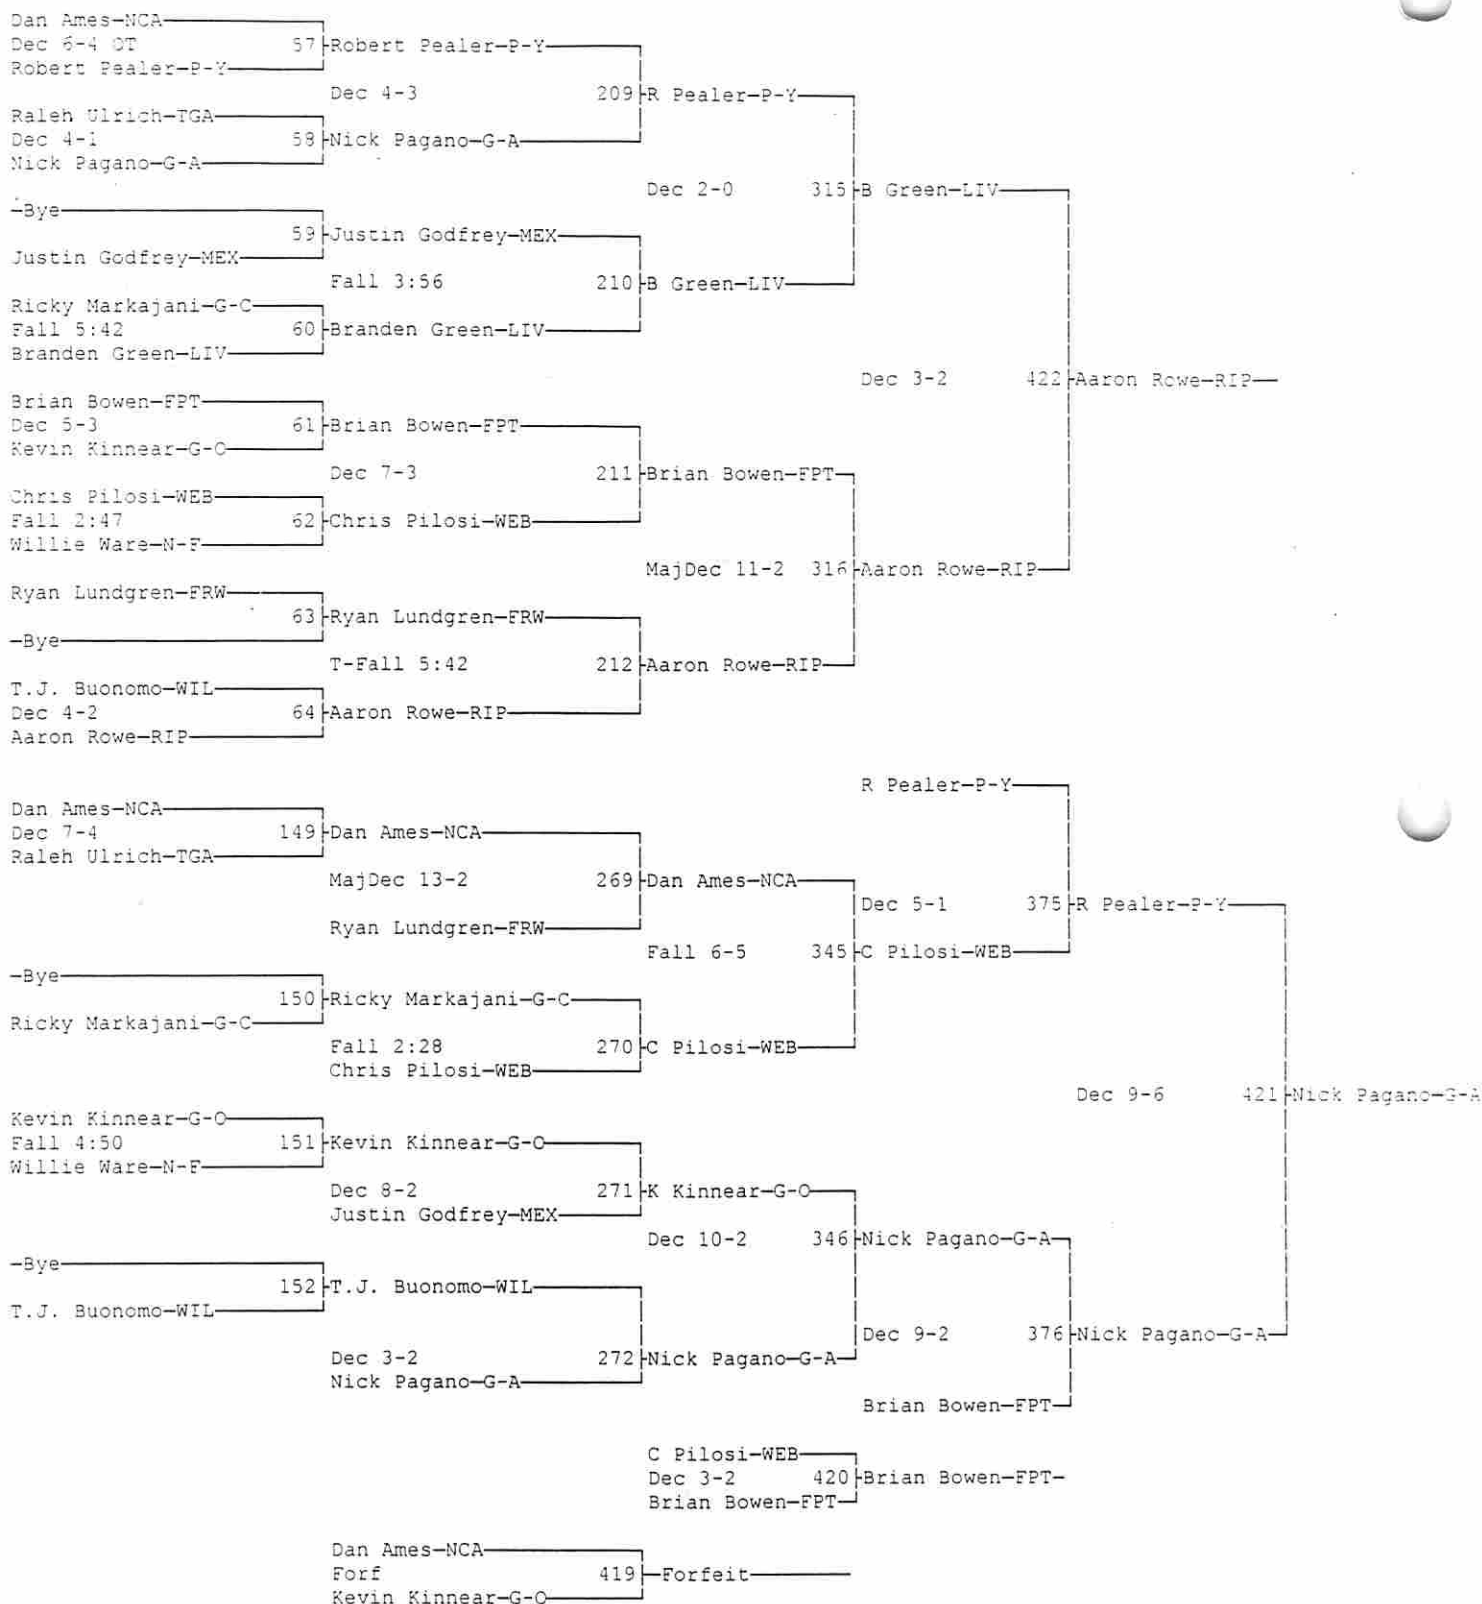 Dan Ames-NCA
Dec 6-4 OT 57 Robert Pealer-P-Y
Robert Pealer-P-Y
Dec 4-3 209 R Pealer-P-Y
Raleh Ulrich-TGA
Dec 4-1 58 Nick Pagano-G-A
Nick Pagano-G-A
Dec 2-0 315 B Green-LIV
-Bye
59 Justin Godfrey-MEX
Justin Godfrey-MEX
Fall 3:56 210 B Green-LIV
Ricky Markajani-G-C
Fall 5:42 60 Branden Green-LIV
Branden Green-LIV
Dec 3-2 422 Aaron Rowe-RIP
Brian Bowen-FPT
Dec 5-3 61 Brian Bowen-FPT
Kevin Kinnear-G-O
Dec 7-3 211 Brian Bowen-FPT
Chris Pilosi-WEB
Fall 2:47 62 Chris Pilosi-WEB
Willie Ware-N-F
MajDec 11-2 316 Aaron Rowe-RIP
Ryan Lundgren-FRW
63 Ryan Lundgren-FRW
-Bye
T-Fall 5:42 212 Aaron Rowe-RIP
T.J. Buonomo-WIL
Dec 4-2 64 Aaron Rowe-RIP
Aaron Rowe-RIP
R Pealer-P-Y
Dan Ames-NCA
Dec 7-4 149 Dan Ames-NCA
Raleh Ulrich-TGA
MajDec 13-2 269 Dan Ames-NCA
Dec 5-1 375 R Pealer-P-Y
Ryan Lundgren-FRW
Fall 6-5 345 C Pilosi-WEB
-Bye
150 Ricky Markajani-G-C
Ricky Markajani-G-C
Fall 2:28 270 C Pilosi-WEB
Chris Pilosi-WEB
Dec 9-6 421 Nick Pagano-G-A
Kevin Kinnear-G-O
Fall 4:50 151 Kevin Kinnear-G-O
Willie Ware-N-F
Dec 8-2 271 K Kinnear-G-O
Justin Godfrey-MEX
Dec 10-2 346 Nick Pagano-G-A
-Bye
152 T.J. Buonomo-WIL
T.J. Buonomo-WIL
Dec 9-2 376 Nick Pagano-G-A
Dec 3-2 272 Nick Pagano-G-A
Nick Pagano-G-A
Brian Bowen-FPT
C Pilosi-WEB
Dec 3-2 420 Brian Bowen-FPT-
Brian Bowen-FPT
Dan Ames-NCA
Forf 419 Forfeit
Kevin Kinnear-G-O